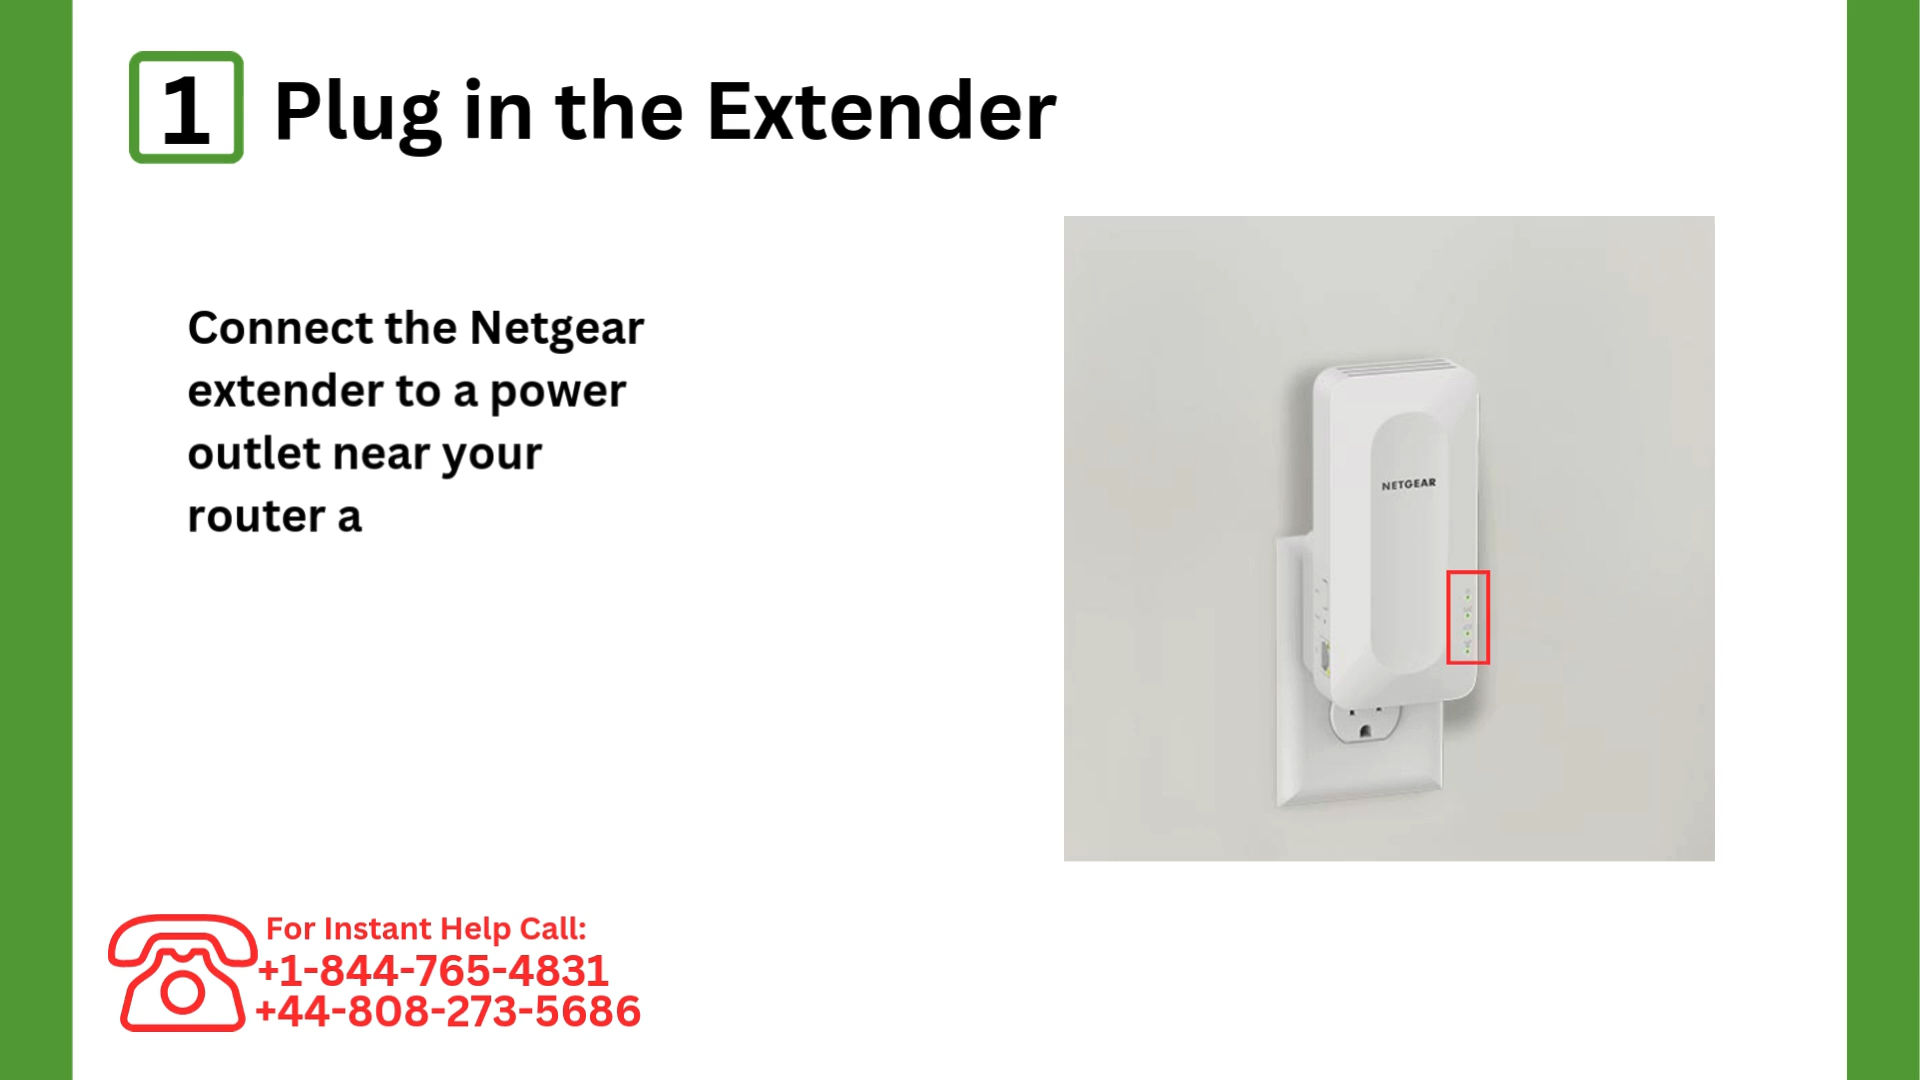 1 Plug in the Extender
Connect the Netgear
extender to a power
outlet near your
router a
NETGEAR
For Instant Help Call:
+1-844-765-4831
+44-808-273-5686